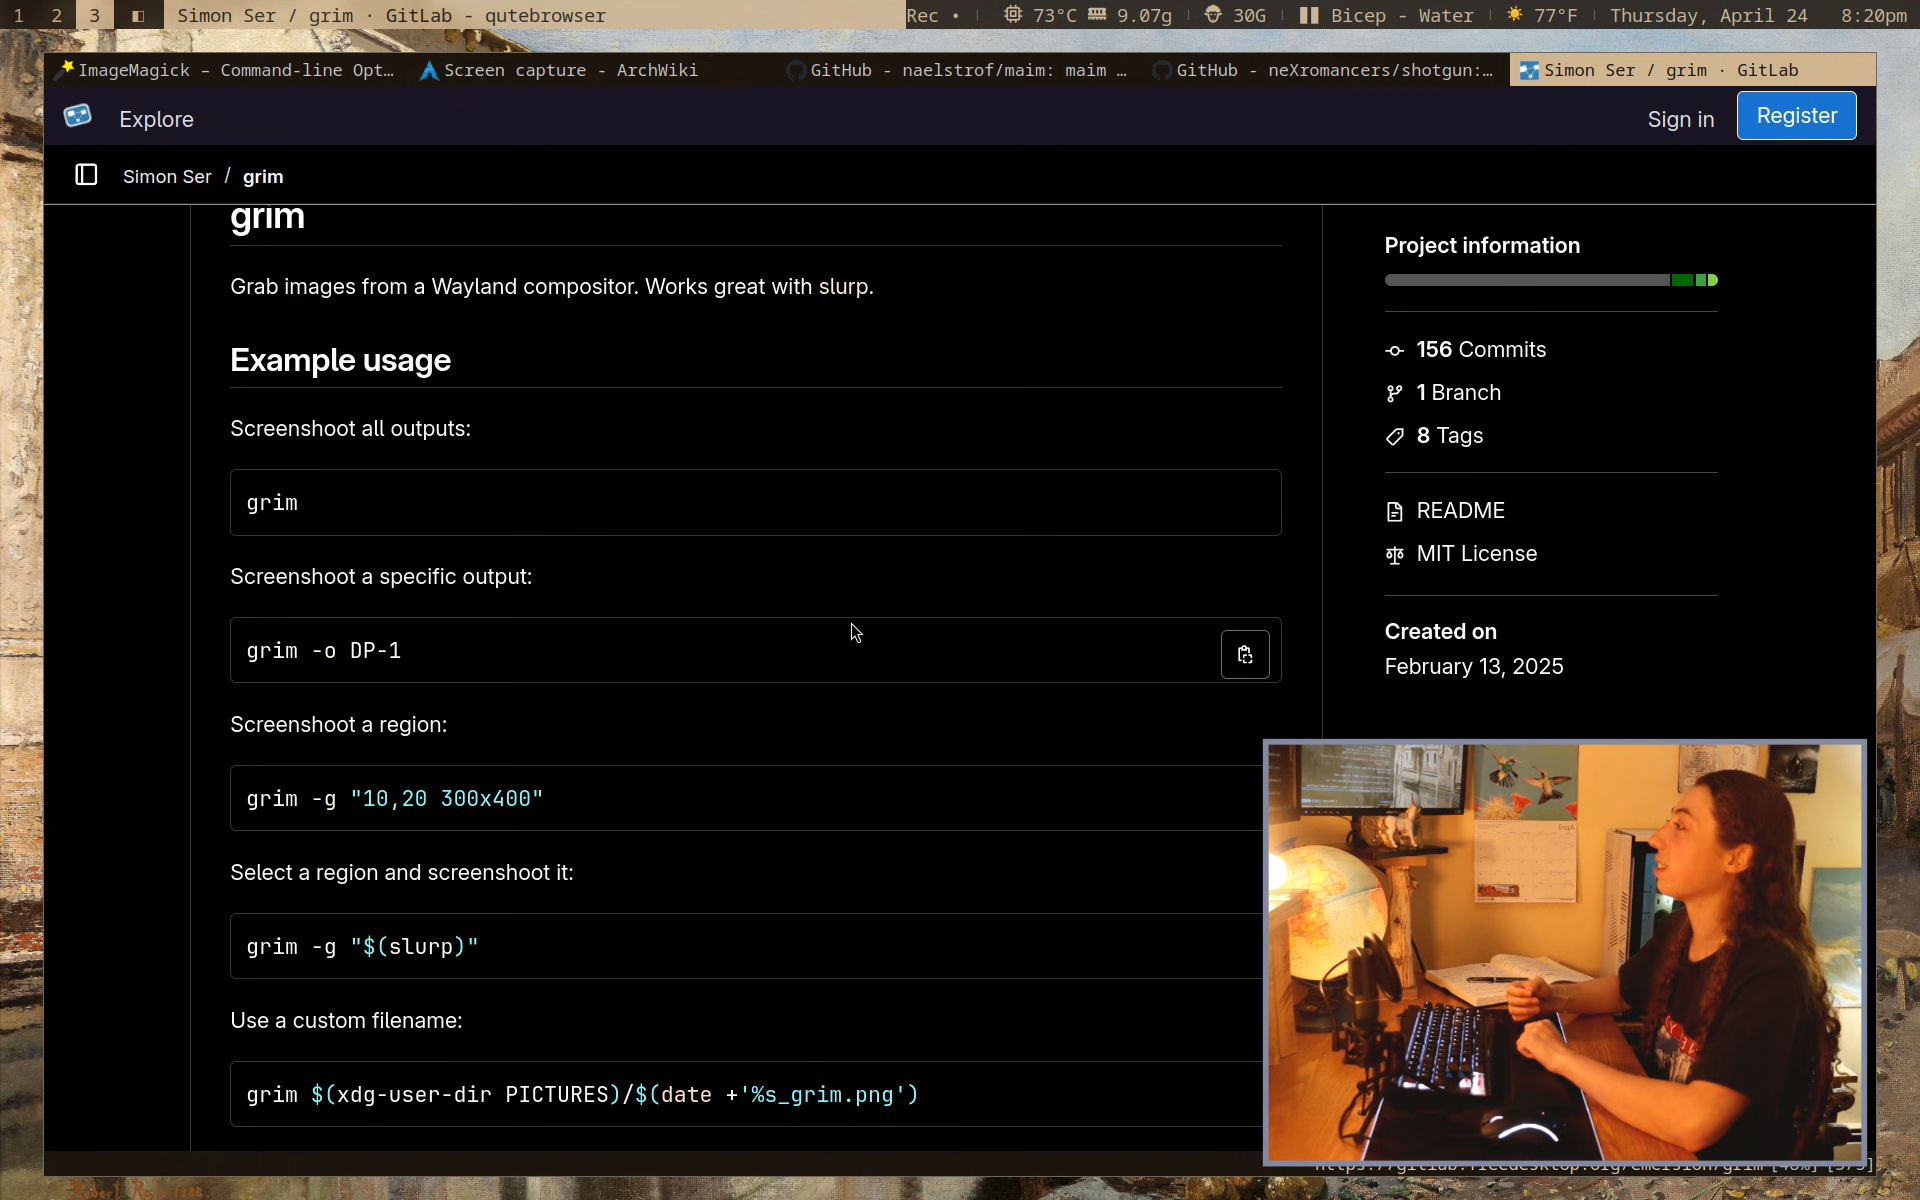 1 2 3 Simon Ser / grim · GitLab - qutebrowser Rec • 73°C 9.07g 30G Bicep - Water 77°F Thursday, April 24 8:20pm
ImageMagick – Command-line Opt… Screen capture - ArchWiki GitHub - naelstrof/maim: maim … GitHub - neXromancers/shotgun:… Simon Ser / grim · GitLab
Explore Sign in Register
Simon Ser / grim
grim
Grab images from a Wayland compositor. Works great with slurp.
Example usage
Screenshoot all outputs:
grim
Screenshoot a specific output:
grim -o DP-1
Screenshoot a region:
grim -g "10,20 300x400"
Select a region and screenshoot it:
grim -g "$(slurp)"
Use a custom filename:
grim $(xdg-user-dir PICTURES)/$(date +'%s_grim.png')
Project information
156 Commits
1 Branch
8 Tags
README
MIT License
Created on
February 13, 2025